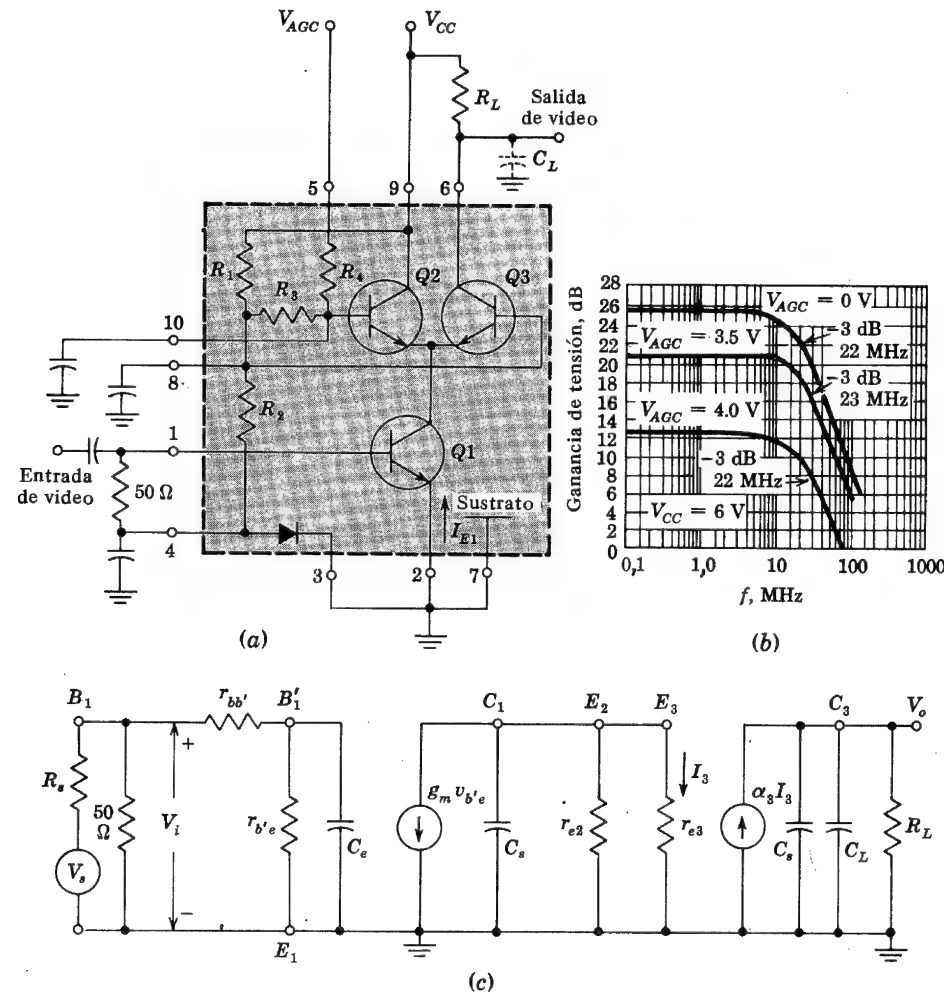 V_AGC
V_CC
R_L
Salida
de video
C_L
5
9
6
R_1
R_4
Q2
Q3
R_3
10
8
R_2
1
Q1
Entrada
de video
50 Ω
Sustrato
I_E1
4
3
2
7
(a)
Ganancia de tensión, dB
28
26
24
22
20
18
16
14
12
10
8
6
4
2
0
V_AGC = 0 V
-3 dB
22 MHz
V_AGC = 3.5 V
-3 dB
23 MHz
V_AGC = 4.0 V
-3 dB
22 MHz
V_CC = 6 V
0,1
1,0
10
100
1000
f, MHz
(b)
B_1
r_bb'
B'_1
C_1
E_2
E_3
C_3
V_o
R_s
50
Ω
V_i
+
−
V_s
r_b'e
C_e
g_m v_b'e
C_s
r_e2
I_3
r_e3
α_3 I_3
C_s
C_L
R_L
E_1
(c)